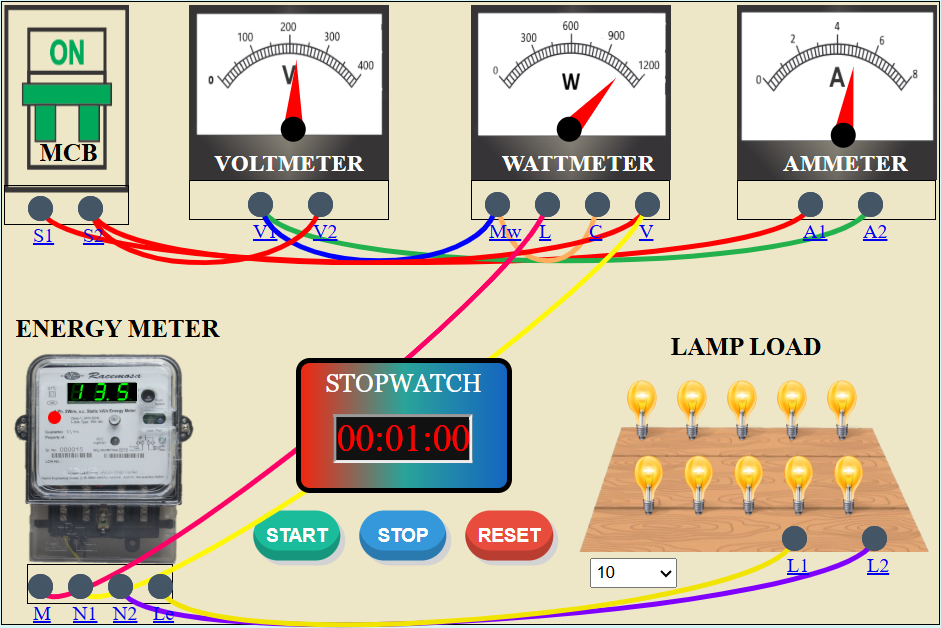 ON
MCB
0 100 200 300 400
V
VOLTMETER
0 300 600 900 1200
W
WATTMETER
0 2 4 6 8
A
AMMETER
S1 S2 V1 V2 Mw L C V A1 A2
ENERGY METER
LAMP LOAD
Racemosa
13.5
STOPWATCH
00:01:00
START STOP RESET
10
L1 L2
M N1 N2 Le